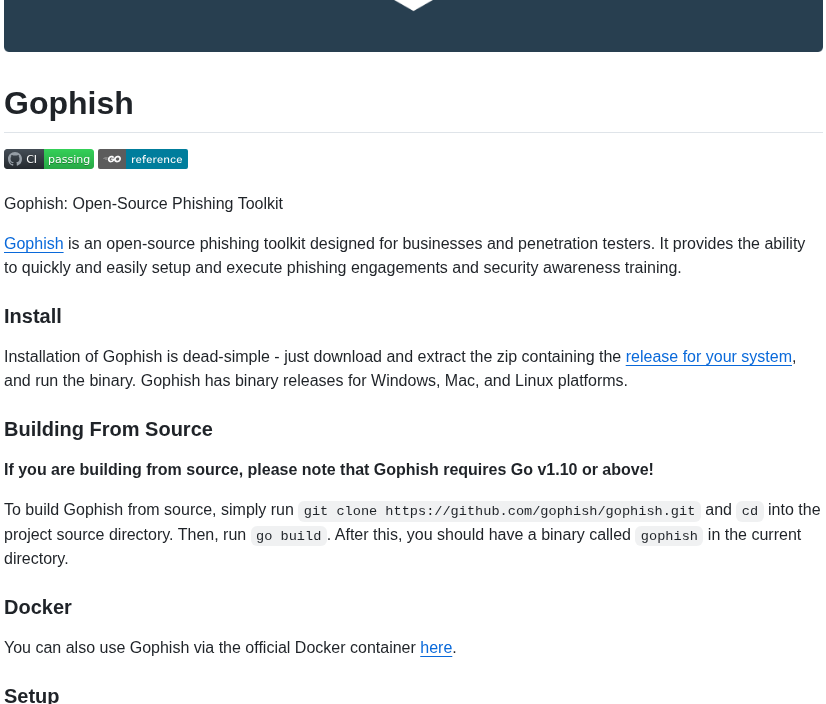 Gophish
CI passing GO reference
Gophish: Open-Source Phishing Toolkit
Gophish is an open-source phishing toolkit designed for businesses and penetration testers. It provides the ability
to quickly and easily setup and execute phishing engagements and security awareness training.
Install
Installation of Gophish is dead-simple - just download and extract the zip containing the release for your system,
and run the binary. Gophish has binary releases for Windows, Mac, and Linux platforms.
Building From Source
If you are building from source, please note that Gophish requires Go v1.10 or above!
To build Gophish from source, simply run git clone https://github.com/gophish/gophish.git and cd into the
project source directory. Then, run go build. After this, you should have a binary called gophish in the current
directory.
Docker
You can also use Gophish via the official Docker container here.
Setup